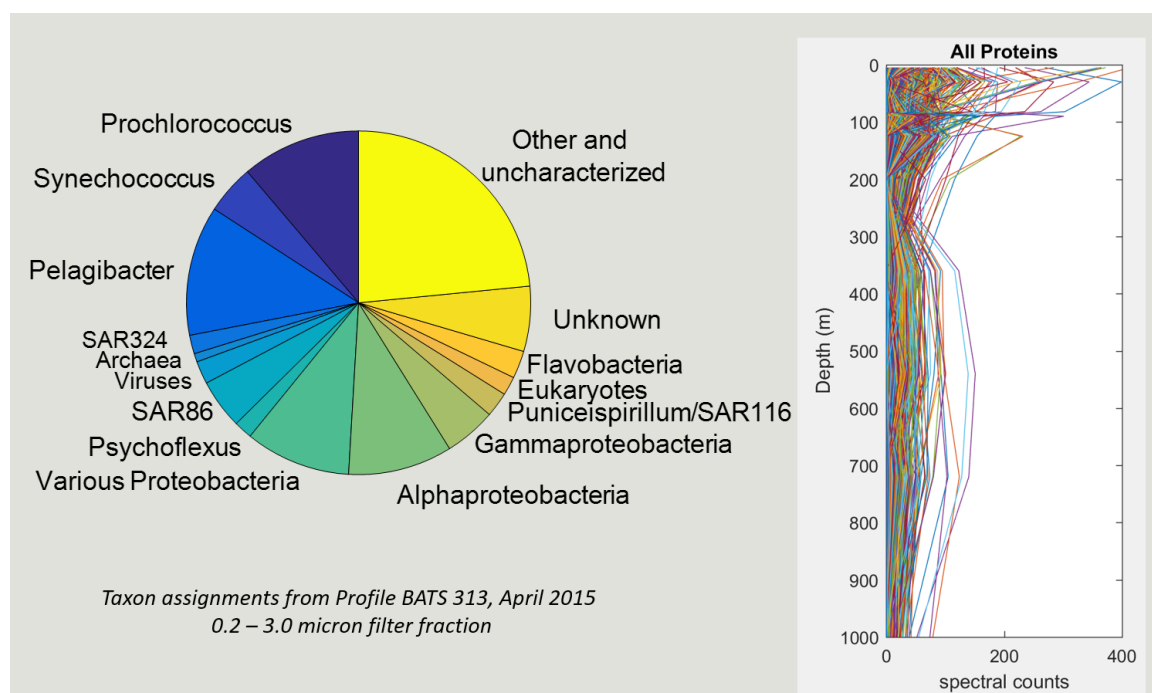 Prochlorococcus
Synechococcus
Pelagibacter
SAR324
Archaea
Viruses
SAR86
Psychoflexus
Various Proteobacteria
Other and
uncharacterized
Unknown
Flavobacteria
Eukaryotes
Puniceispirillum/SAR116
Gammaproteobacteria
Alphaproteobacteria
Taxon assignments from Profile BATS 313, April 2015
0.2 – 3.0 micron filter fraction
All Proteins
Depth (m)
0
100
200
300
400
500
600
700
800
900
1000
0 200 400
spectral counts